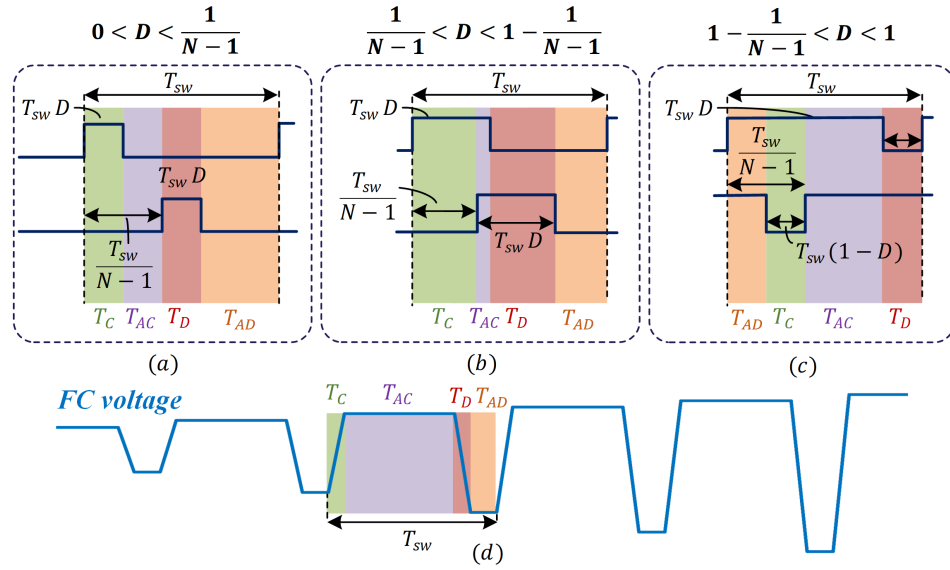 0 < D < 1/(N − 1)
1/(N − 1) < D < 1 − 1/(N − 1)
1 − 1/(N − 1) < D < 1
T_sw
T_sw D
T_sw D
T_sw/(N − 1)
T_C T_AC T_D T_AD
(a)
T_sw
T_sw D
T_sw/(N − 1)
T_sw D
T_C T_AC T_D T_AD
(b)
T_sw
T_sw D
T_sw/(N − 1)
T_sw(1 − D)
T_AD T_C T_AC T_D
(c)
FC voltage
T_C T_AC T_D T_AD
T_sw
(d)